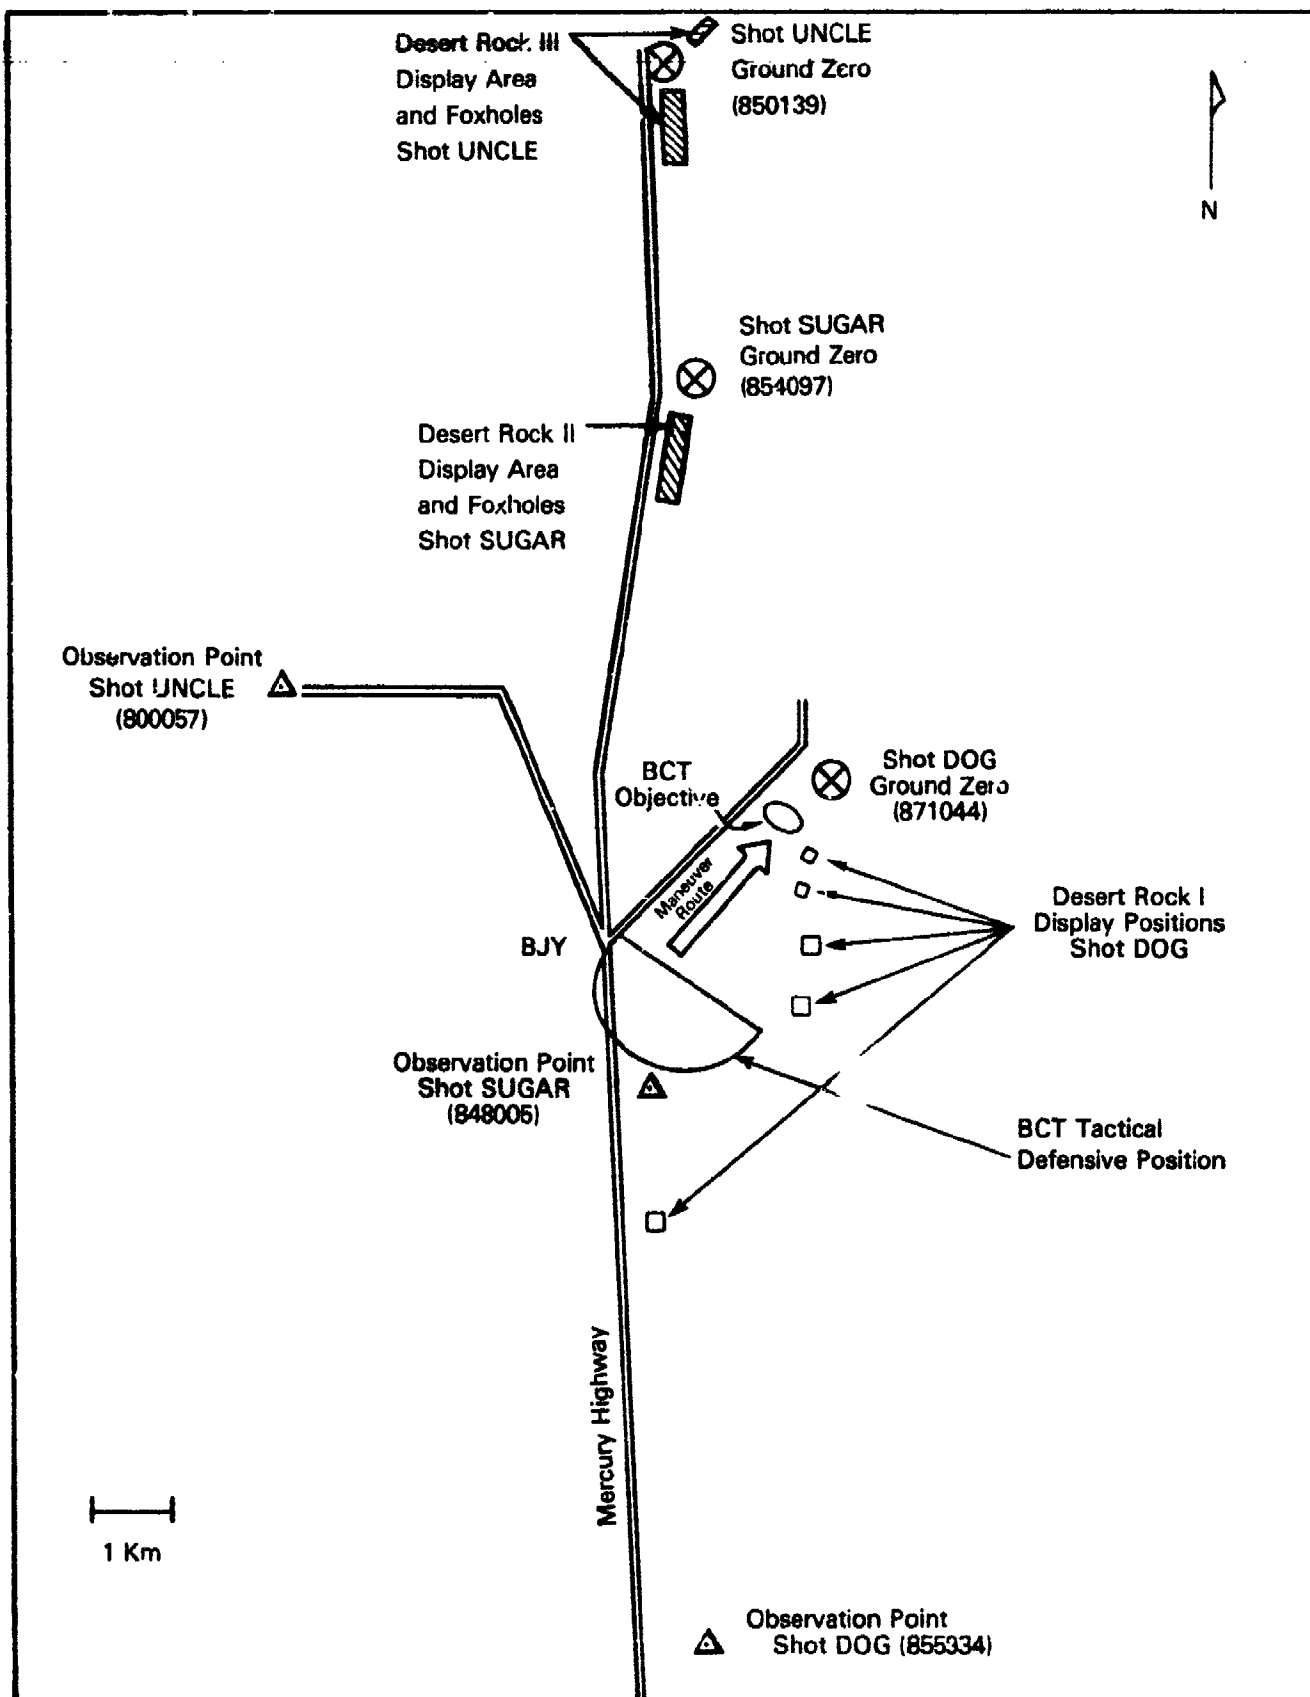 Desert Rock III
Display Area
and Foxholes
Shot UNCLE
Shot UNCLE
Ground Zero
(850139)
N
Shot SUGAR
Ground Zero
(854097)
Desert Rock II
Display Area
and Foxholes
Shot SUGAR
Observation Point
Shot UNCLE
(800057)
BCT
Objective
Shot DOG
Ground Zero
(871044)
Maneuver
Route
Desert Rock I
Display Positions
Shot DOG
BJY
Observation Point
Shot SUGAR
(848005)
BCT Tactical
Defensive Position
Mercury Highway
1 Km
Observation Point
Shot DOG